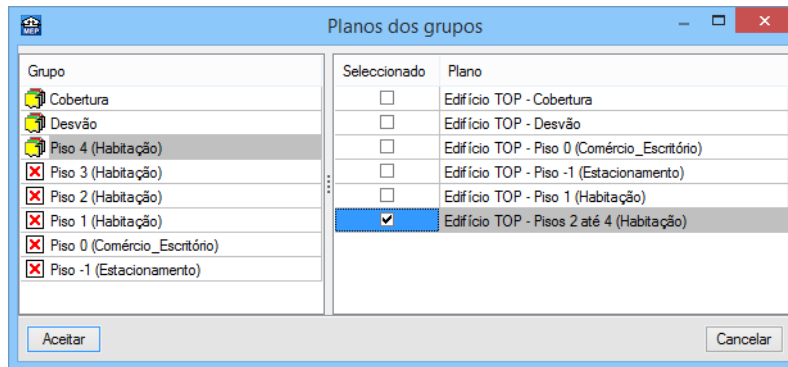 MEP
Planos dos grupos
Grupo
Cobertura
Desvão
Piso 4 (Habitação)
Piso 3 (Habitação)
Piso 2 (Habitação)
Piso 1 (Habitação)
Piso 0 (Comércio_Escritório)
Piso -1 (Estacionamento)
Seleccionado Plano
Edifício TOP - Cobertura
Edifício TOP - Desvão
Edifício TOP - Piso 0 (Comércio_Escritório)
Edifício TOP - Piso -1 (Estacionamento)
Edifício TOP - Piso 1 (Habitação)
Edifício TOP - Pisos 2 até 4 (Habitação)
Aceitar Cancelar